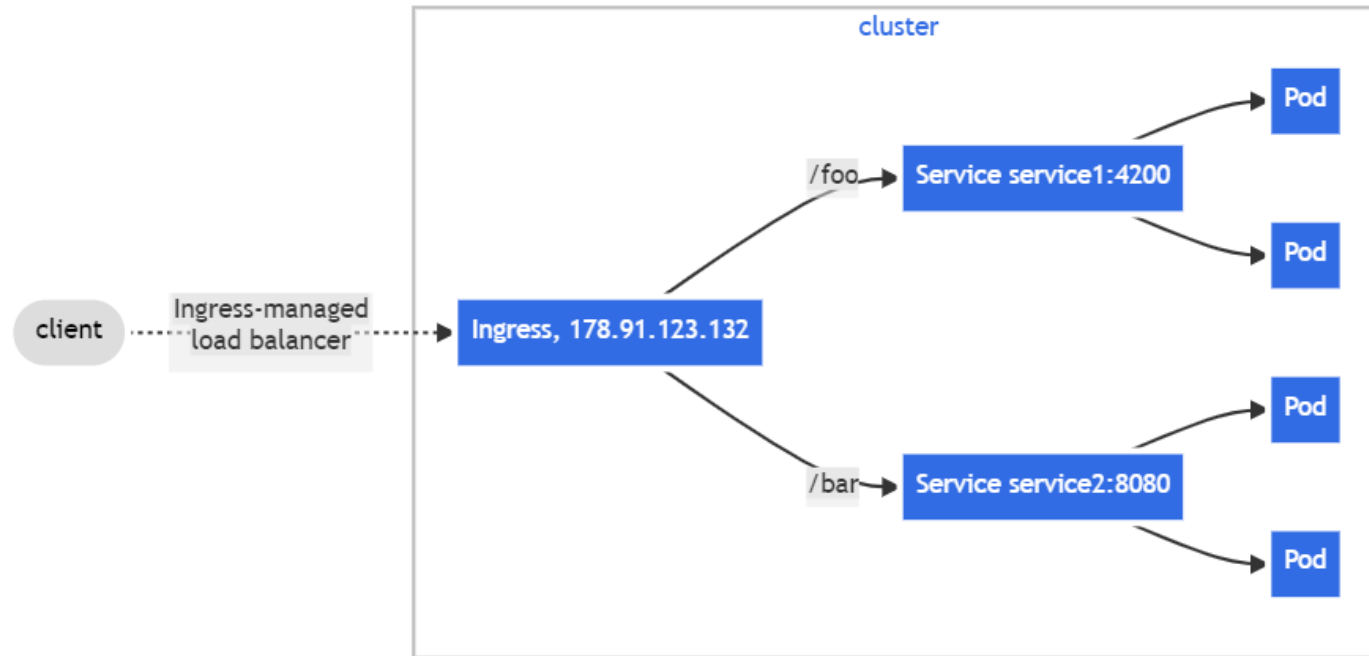 cluster
client
Ingress-managed
load balancer
Ingress, 178.91.123.132
/foo
Service service1:4200
Pod
Pod
/bar
Service service2:8080
Pod
Pod